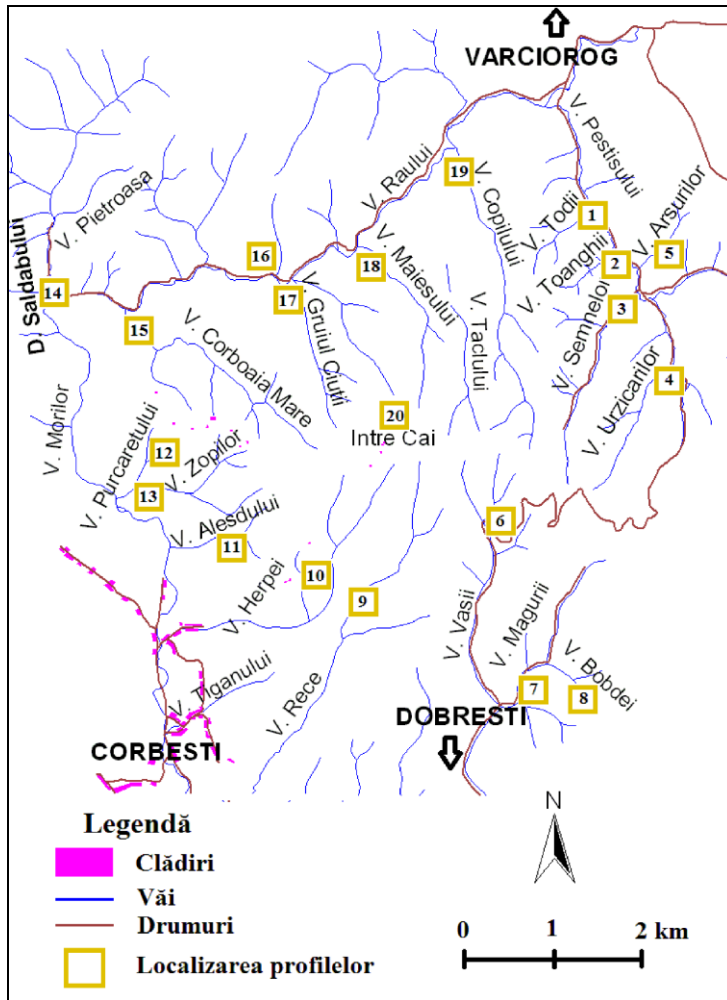 VARCIOROG
V. Pestisului
V. Raului
19
V. Copilului
V. Pietroasa
V. Todii
1
V. Arsurilor
V. Toanghii
2
5
16
18
V. Maiesului
D. Saldabului
14
17
V. Gruiul Ciutii
V. Semneloi
3
15
V. Corboaia Mare
V. Taclului
V. Urzicarilor
4
V. Morilor
20
Intre Cai
V. Purcaretului
12
V. Zopilor
13
V. Alesdului
11
6
V. Herpei
10
9
V. Vasii
V. Magurii
V. Rece
V. Tiganului
7
8
V. Bobdei
DOBRESTI
CORBESTI
Legendă
Clădiri
Văi
Drumuri
Localizarea profilelor
N
0 1 2 km